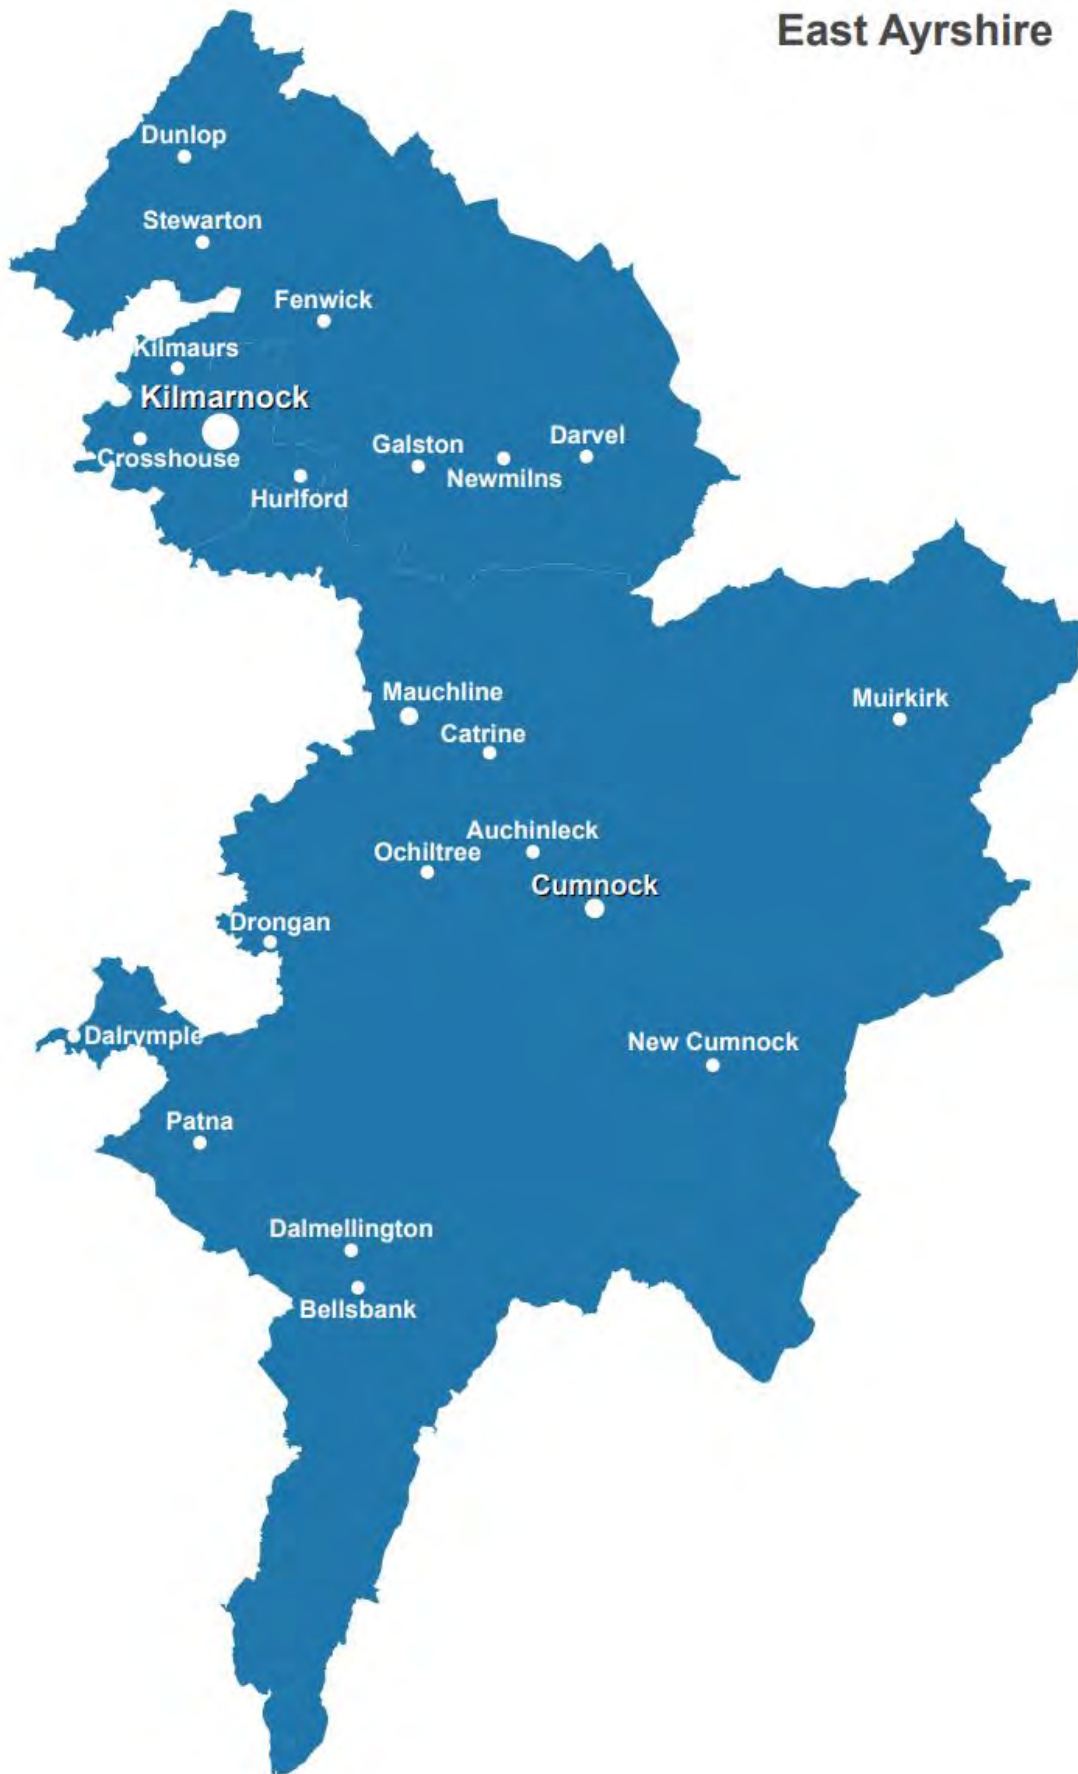 East Ayrshire
Dunlop
Stewarton
Fenwick
Kilmaurs
Kilmarnock
Crosshouse
Hurlford
Galston
Newmilns
Darvel
Mauchline
Catrine
Muirkirk
Auchinleck
Ochiltree
Cumnock
Drongan
Dalrymple
New Cumnock
Patna
Dalmellington
Bellsbank